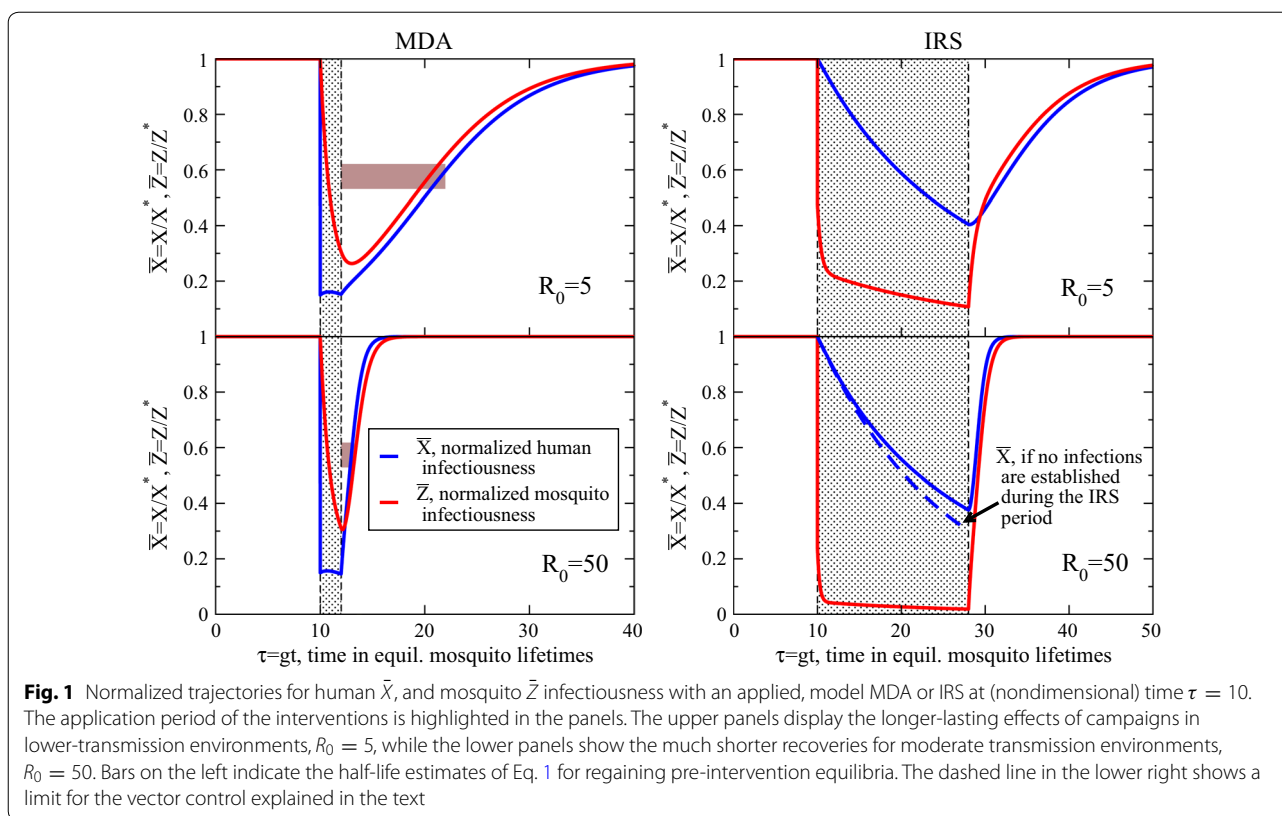 MDA
IRS
1
0.8
0.6
0.4
0.2
X̅=X/X*, Z̅=Z/Z*
R_0=5
1
0.8
0.6
0.4
0.2
X̅=X/X*, Z̅=Z/Z*
R_0=5
1
0.8
0.6
0.4
0.2
0
X̅=X/X*, Z̅=Z/Z*
X̅, normalized human
infectiousness
Z̅, normalized mosquito
infectiousness
R_0=50
0 10 20 30 40
τ=gt, time in equil. mosquito lifetimes
1
0.8
0.6
0.4
0.2
0
X̅=X/X*, Z̅=Z/Z*
X̅, if no infections
are established
during the IRS
period
R_0=50
0 10 20 30 40 50
τ=gt, time in equil. mosquito lifetimes
Fig. 1 Normalized trajectories for human X̄, and mosquito Z̄ infectiousness with an applied, model MDA or IRS at (nondimensional) time τ = 10.
The application period of the interventions is highlighted in the panels. The upper panels display the longer-lasting effects of campaigns in
lower-transmission environments, R_0 = 5, while the lower panels show the much shorter recoveries for moderate transmission environments,
R_0 = 50. Bars on the left indicate the half-life estimates of Eq. 1 for regaining pre-intervention equilibria. The dashed line in the lower right shows a
limit for the vector control explained in the text